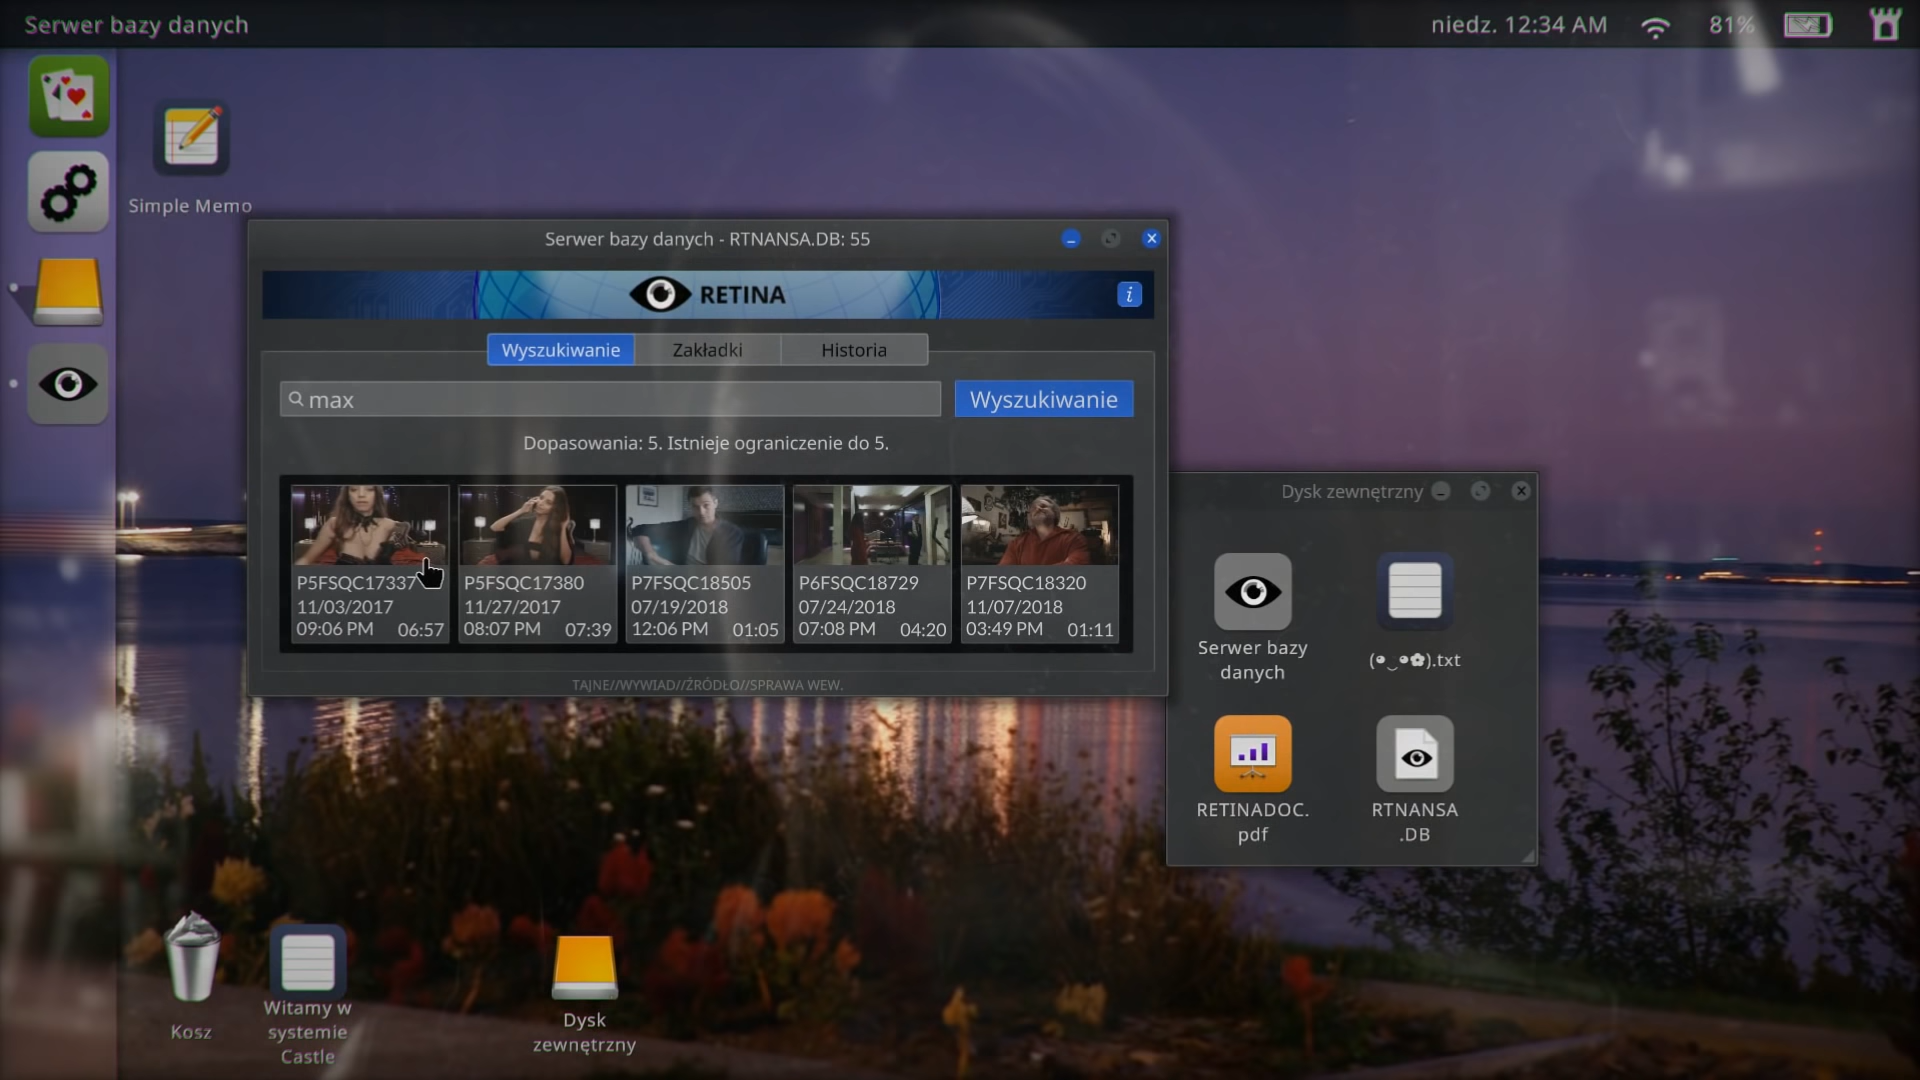 Serwer bazy danych
niedz. 12:34 AM
81%
Simple Memo
Serwer bazy danych - RTNANSA.DB: 55
RETINA
i
Wyszukiwanie
Zakładki
Historia
max
Wyszukiwanie
Dopasowania: 5. Istnieje ograniczenie do 5.
P5FSQC17337
11/03/2017
09:06 PM 06:57
P5FSQC17380
11/27/2017
08:07 PM 07:39
P7FSQC18505
07/19/2018
12:06 PM 01:05
P6FSQC18729
07/24/2018
07:08 PM 04:20
P7FSQC18320
11/07/2018
03:49 PM 01:11
TAJNE//WYWIAD//ŹRÓDŁO//SPRAWA WEW.
Dysk zewnętrzny
Serwer bazy
danych
(◕‿◕✿).txt
RETINADOC.
pdf
RTNANSA
.DB
Kosz
Witamy w
systemie
Castle
Dysk
zewnętrzny